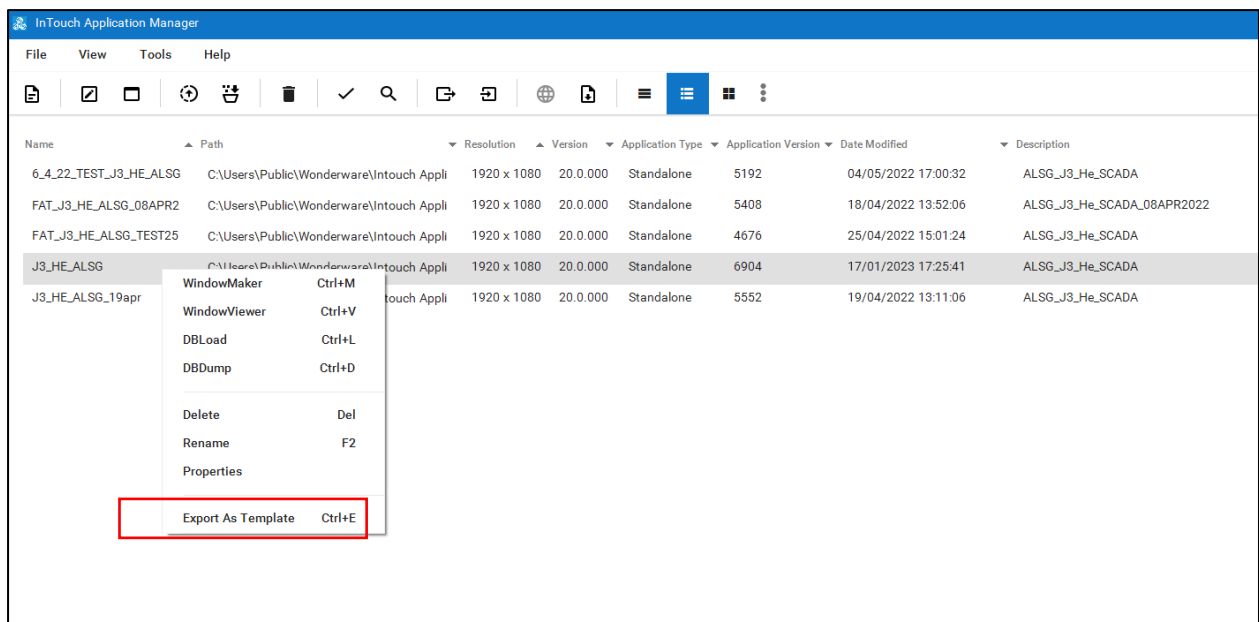 InTouch Application Manager
File View Tools Help
Name Path Resolution Version Application Type Application Version Date Modified Description
6_4_22_TEST_J3_HE_ALSG C:\Users\Public\Wonderware\Intouch Appli 1920 x 1080 20.0.000 Standalone 5192 04/05/2022 17:00:32 ALSG_J3_He_SCADA
FAT_J3_HE_ALSG_08APR2 C:\Users\Public\Wonderware\Intouch Appli 1920 x 1080 20.0.000 Standalone 5408 18/04/2022 13:52:06 ALSG_J3_He_SCADA_08APR2022
FAT_J3_HE_ALSG_TEST25 C:\Users\Public\Wonderware\Intouch Appli 1920 x 1080 20.0.000 Standalone 4676 25/04/2022 15:01:24 ALSG_J3_He_SCADA
J3_HE_ALSG C:\Users\Public\Wonderware\Intouch Appli 1920 x 1080 20.0.000 Standalone 6904 17/01/2023 17:25:41 ALSG_J3_He_SCADA
WindowMaker Ctrl+M
J3_HE_ALSG_19apr touch Appli 1920 x 1080 20.0.000 Standalone 5552 19/04/2022 13:11:06 ALSG_J3_He_SCADA
WindowViewer Ctrl+V
DBLoad Ctrl+L
DBDump Ctrl+D
Delete Del
Rename F2
Properties
Export As Template Ctrl+E